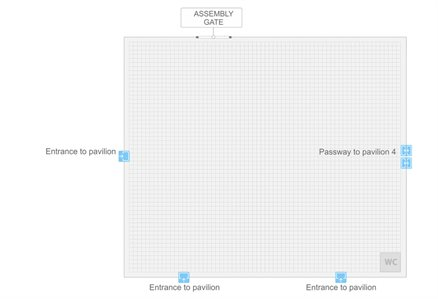 ASSEMBLY
GATE
Entrance to pavilion
Passway to pavilion 4
WC
Entrance to pavilion
Entrance to pavilion